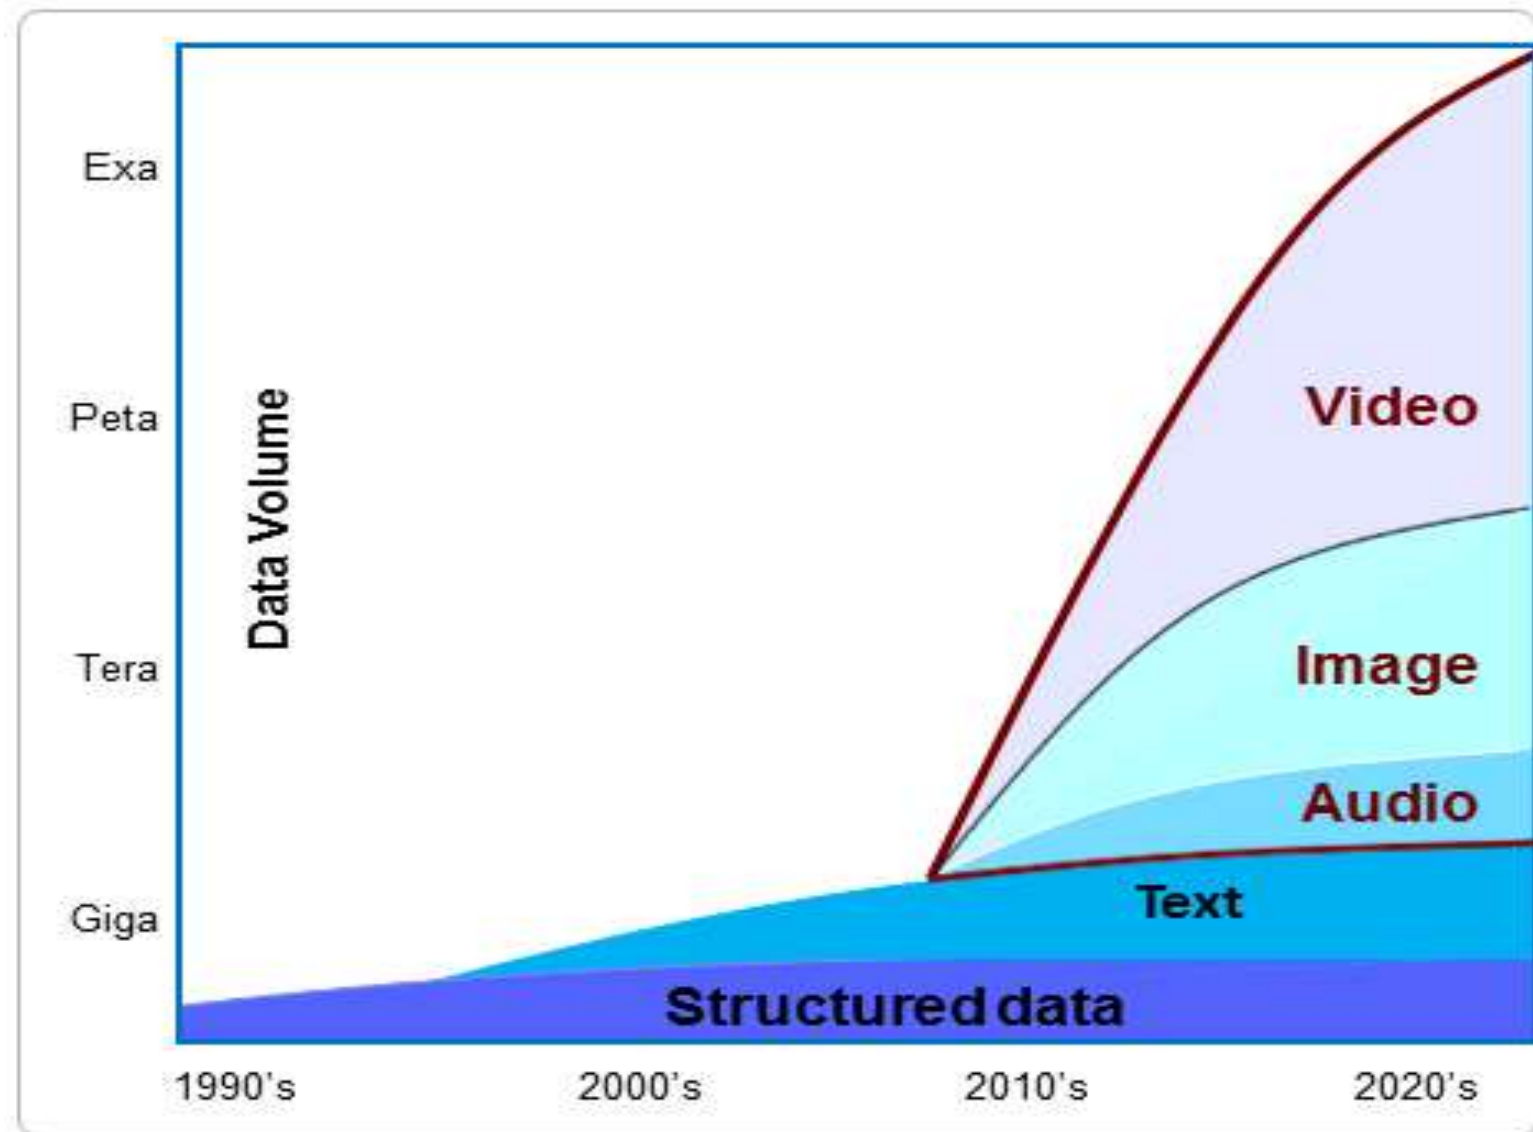 Exa
Peta
Tera
Giga
Data Volume
Video
Image
Audio
Text
Structured data
1990's 2000's 2010's 2020's